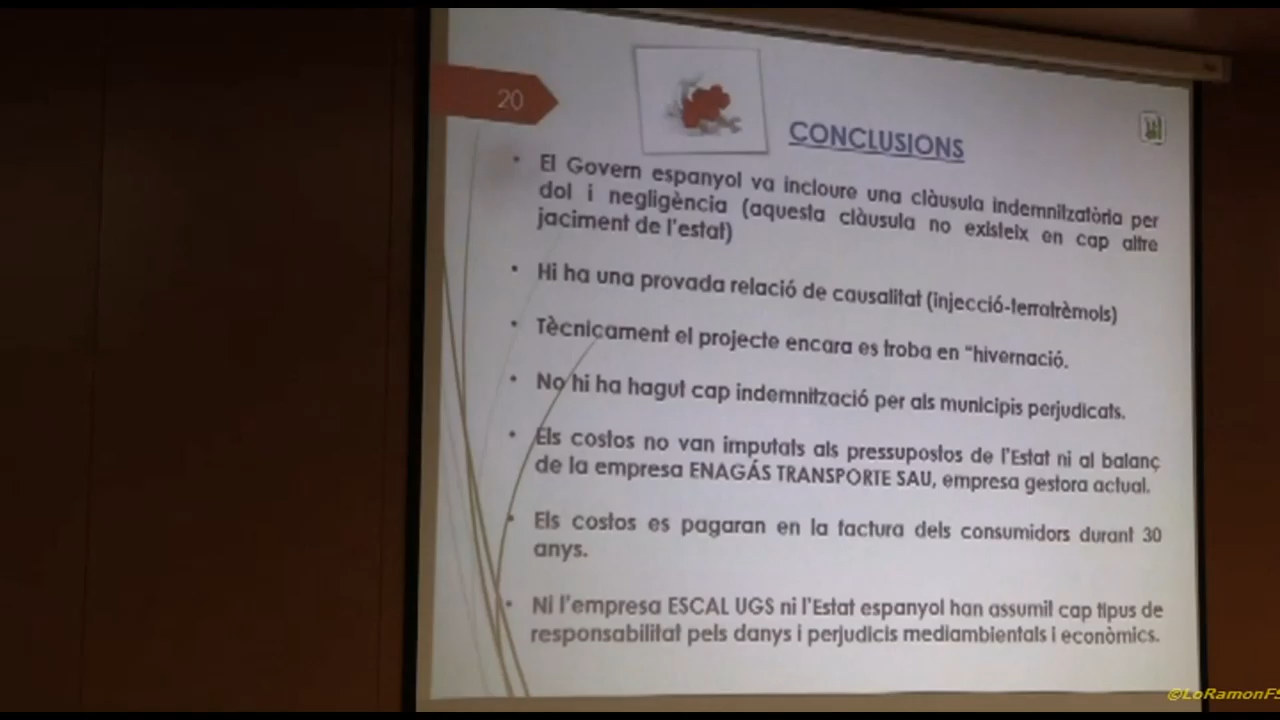 20
CONCLUSIONS
• El Govern espanyol va incloure una clàusula indemnitzatòria per
dol i negligència (aquesta clàusula no existeix en cap altre
jaciment de l'estat)
• Hi ha una provada relació de causalitat (injecció-terratrèmols)
• Tècnicament el projecte encara es troba en "hivernació.
• No hi ha hagut cap indemnització per als municipis perjudicats.
• Els costos no van imputats als pressupostos de l'Estat ni al balanç
de la empresa ENAGÁS TRANSPORTE SAU, empresa gestora actual.
• Els costos es pagaran en la factura dels consumidors durant 30
anys.
• Ni l'empresa ESCAL UGS ni l'Estat espanyol han assumit cap tipus de
responsabilitat pels danys i perjudicis mediambientals i econòmics.
©LoRamonFS